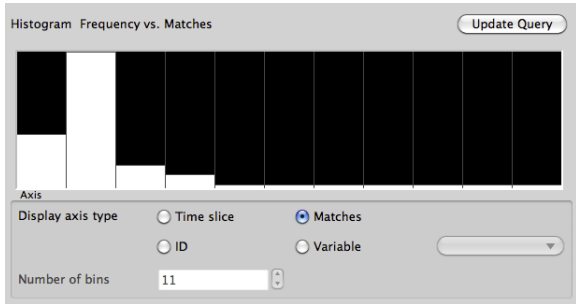 Histogram Frequency vs. Matches Update Query
Axis
Display axis type Time slice Matches
ID Variable
Number of bins 11